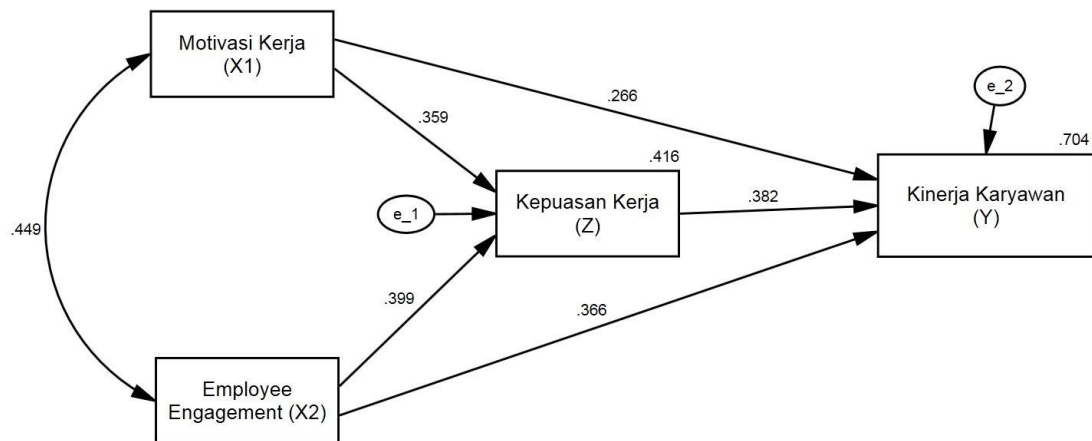 Motivasi Kerja
(X1)
.266
e_2
.359
.704
.416
Kepuasan Kerja
(Z)
e_1
.382
Kinerja Karyawan
(Y)
.449
.399
.366
Employee
Engagement (X2)